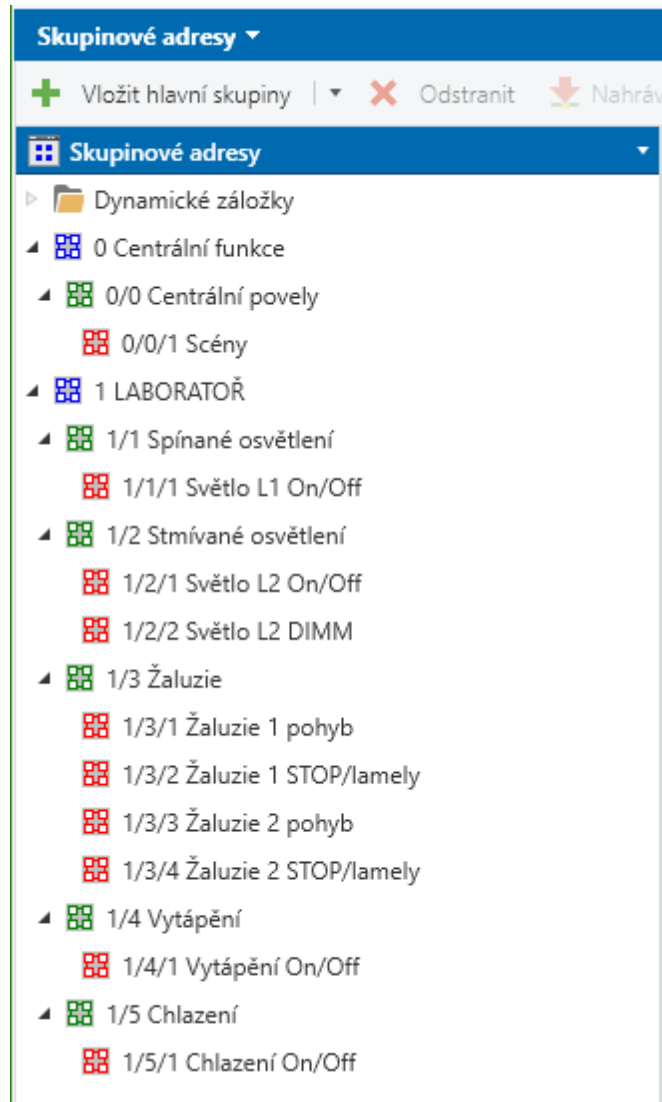 Skupinové adresy
Vložit hlavní skupiny Odstranit
Skupinové adresy
Dynamické záložky
0 Centrální funkce
0/0 Centrální povely
0/0/1 Scény
1 LABORATOŘ
1/1 Spínané osvětlení
1/1/1 Světlo L1 On/Off
1/2 Stmívané osvětlení
1/2/1 Světlo L2 On/Off
1/2/2 Světlo L2 DIMM
1/3 Žaluzie
1/3/1 Žaluzie 1 pohyb
1/3/2 Žaluzie 1 STOP/lamely
1/3/3 Žaluzie 2 pohyb
1/3/4 Žaluzie 2 STOP/lamely
1/4 Vytápění
1/4/1 Vytápění On/Off
1/5 Chlazení
1/5/1 Chlazení On/Off